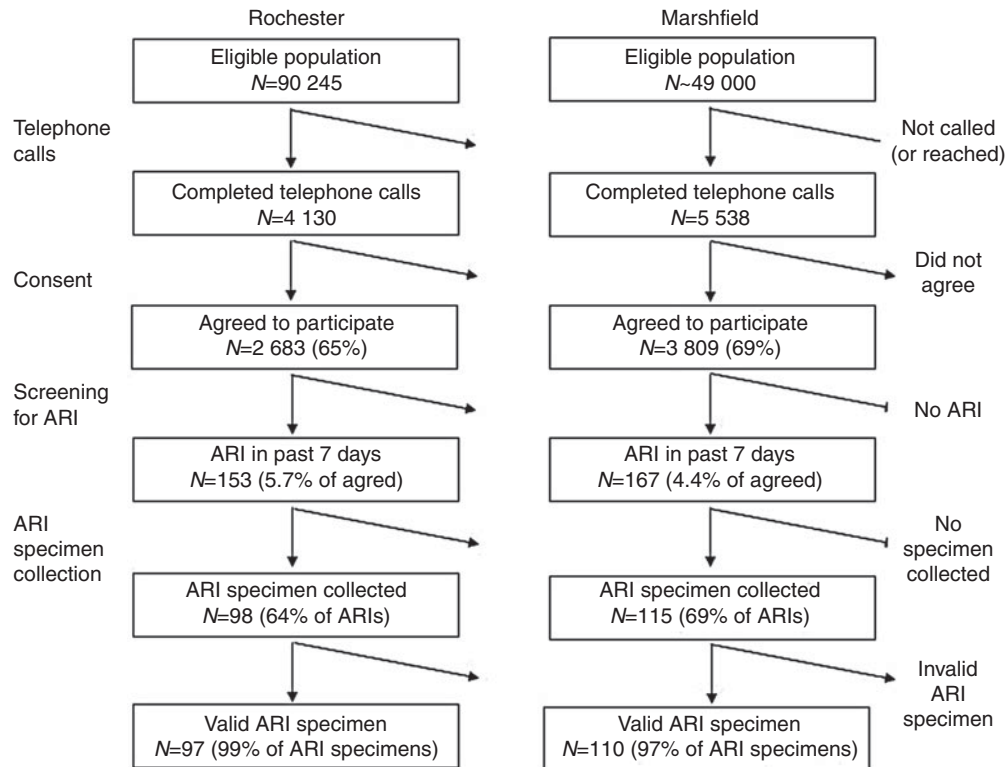 Rochester
Marshfield
Eligible population
N=90 245
Eligible population
N~49 000
Telephone
calls
Not called
(or reached)
Completed telephone calls
N=4 130
Completed telephone calls
N=5 538
Consent
Did not
agree
Agreed to participate
N=2 683 (65%)
Agreed to participate
N=3 809 (69%)
Screening
for ARI
No ARI
ARI in past 7 days
N=153 (5.7% of agred)
ARI in past 7 days
N=167 (4.4% of agreed)
ARI
specimen
collection
No
specimen
collected
ARI specimen collected
N=98 (64% of ARIs)
ARI specimen collected
N=115 (69% of ARIs)
Invalid
ARI
specimen
Valid ARI specimen
N=97 (99% of ARI specimens)
Valid ARI specimen
N=110 (97% of ARI specimens)